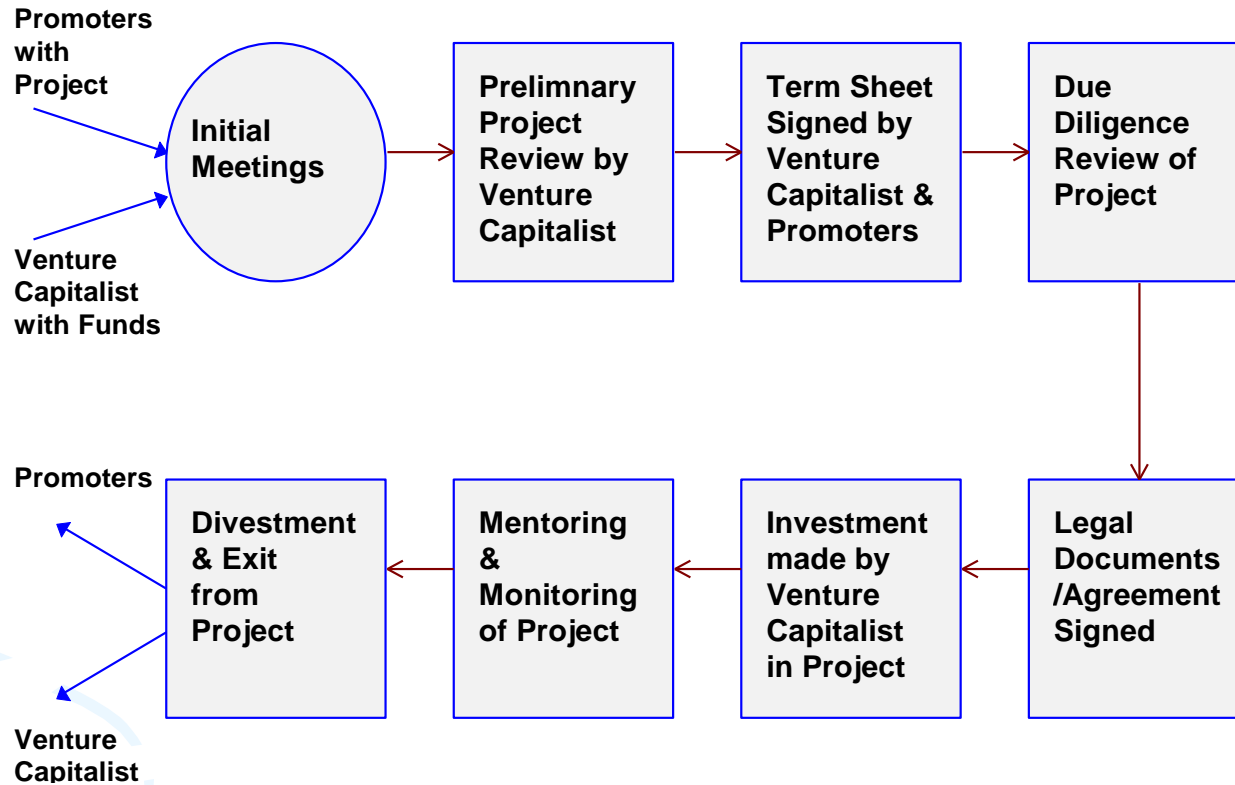 Promoters
with
Project
Initial
Meetings
Venture
Capitalist
with Funds
Prelimnary
Project
Review by
Venture
Capitalist
Term Sheet
Signed by
Venture
Capitalist &
Promoters
Due
Diligence
Review of
Project
Legal
Documents
/Agreement
Signed
Investment
made by
Venture
Capitalist
in Project
Mentoring
&
Monitoring
of Project
Divestment
& Exit
from
Project
Promoters
Venture
Capitalist